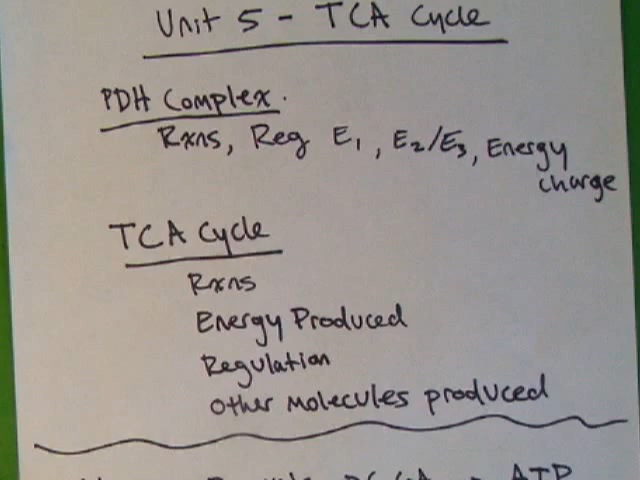 Unit 5 - TCA Cycle
PDH Complex.
Rxns, Reg E₁, E₂/E₃, Energy
charge
TCA Cycle
Rxns
Energy Produced
Regulation
Other Molecules produced
ATP